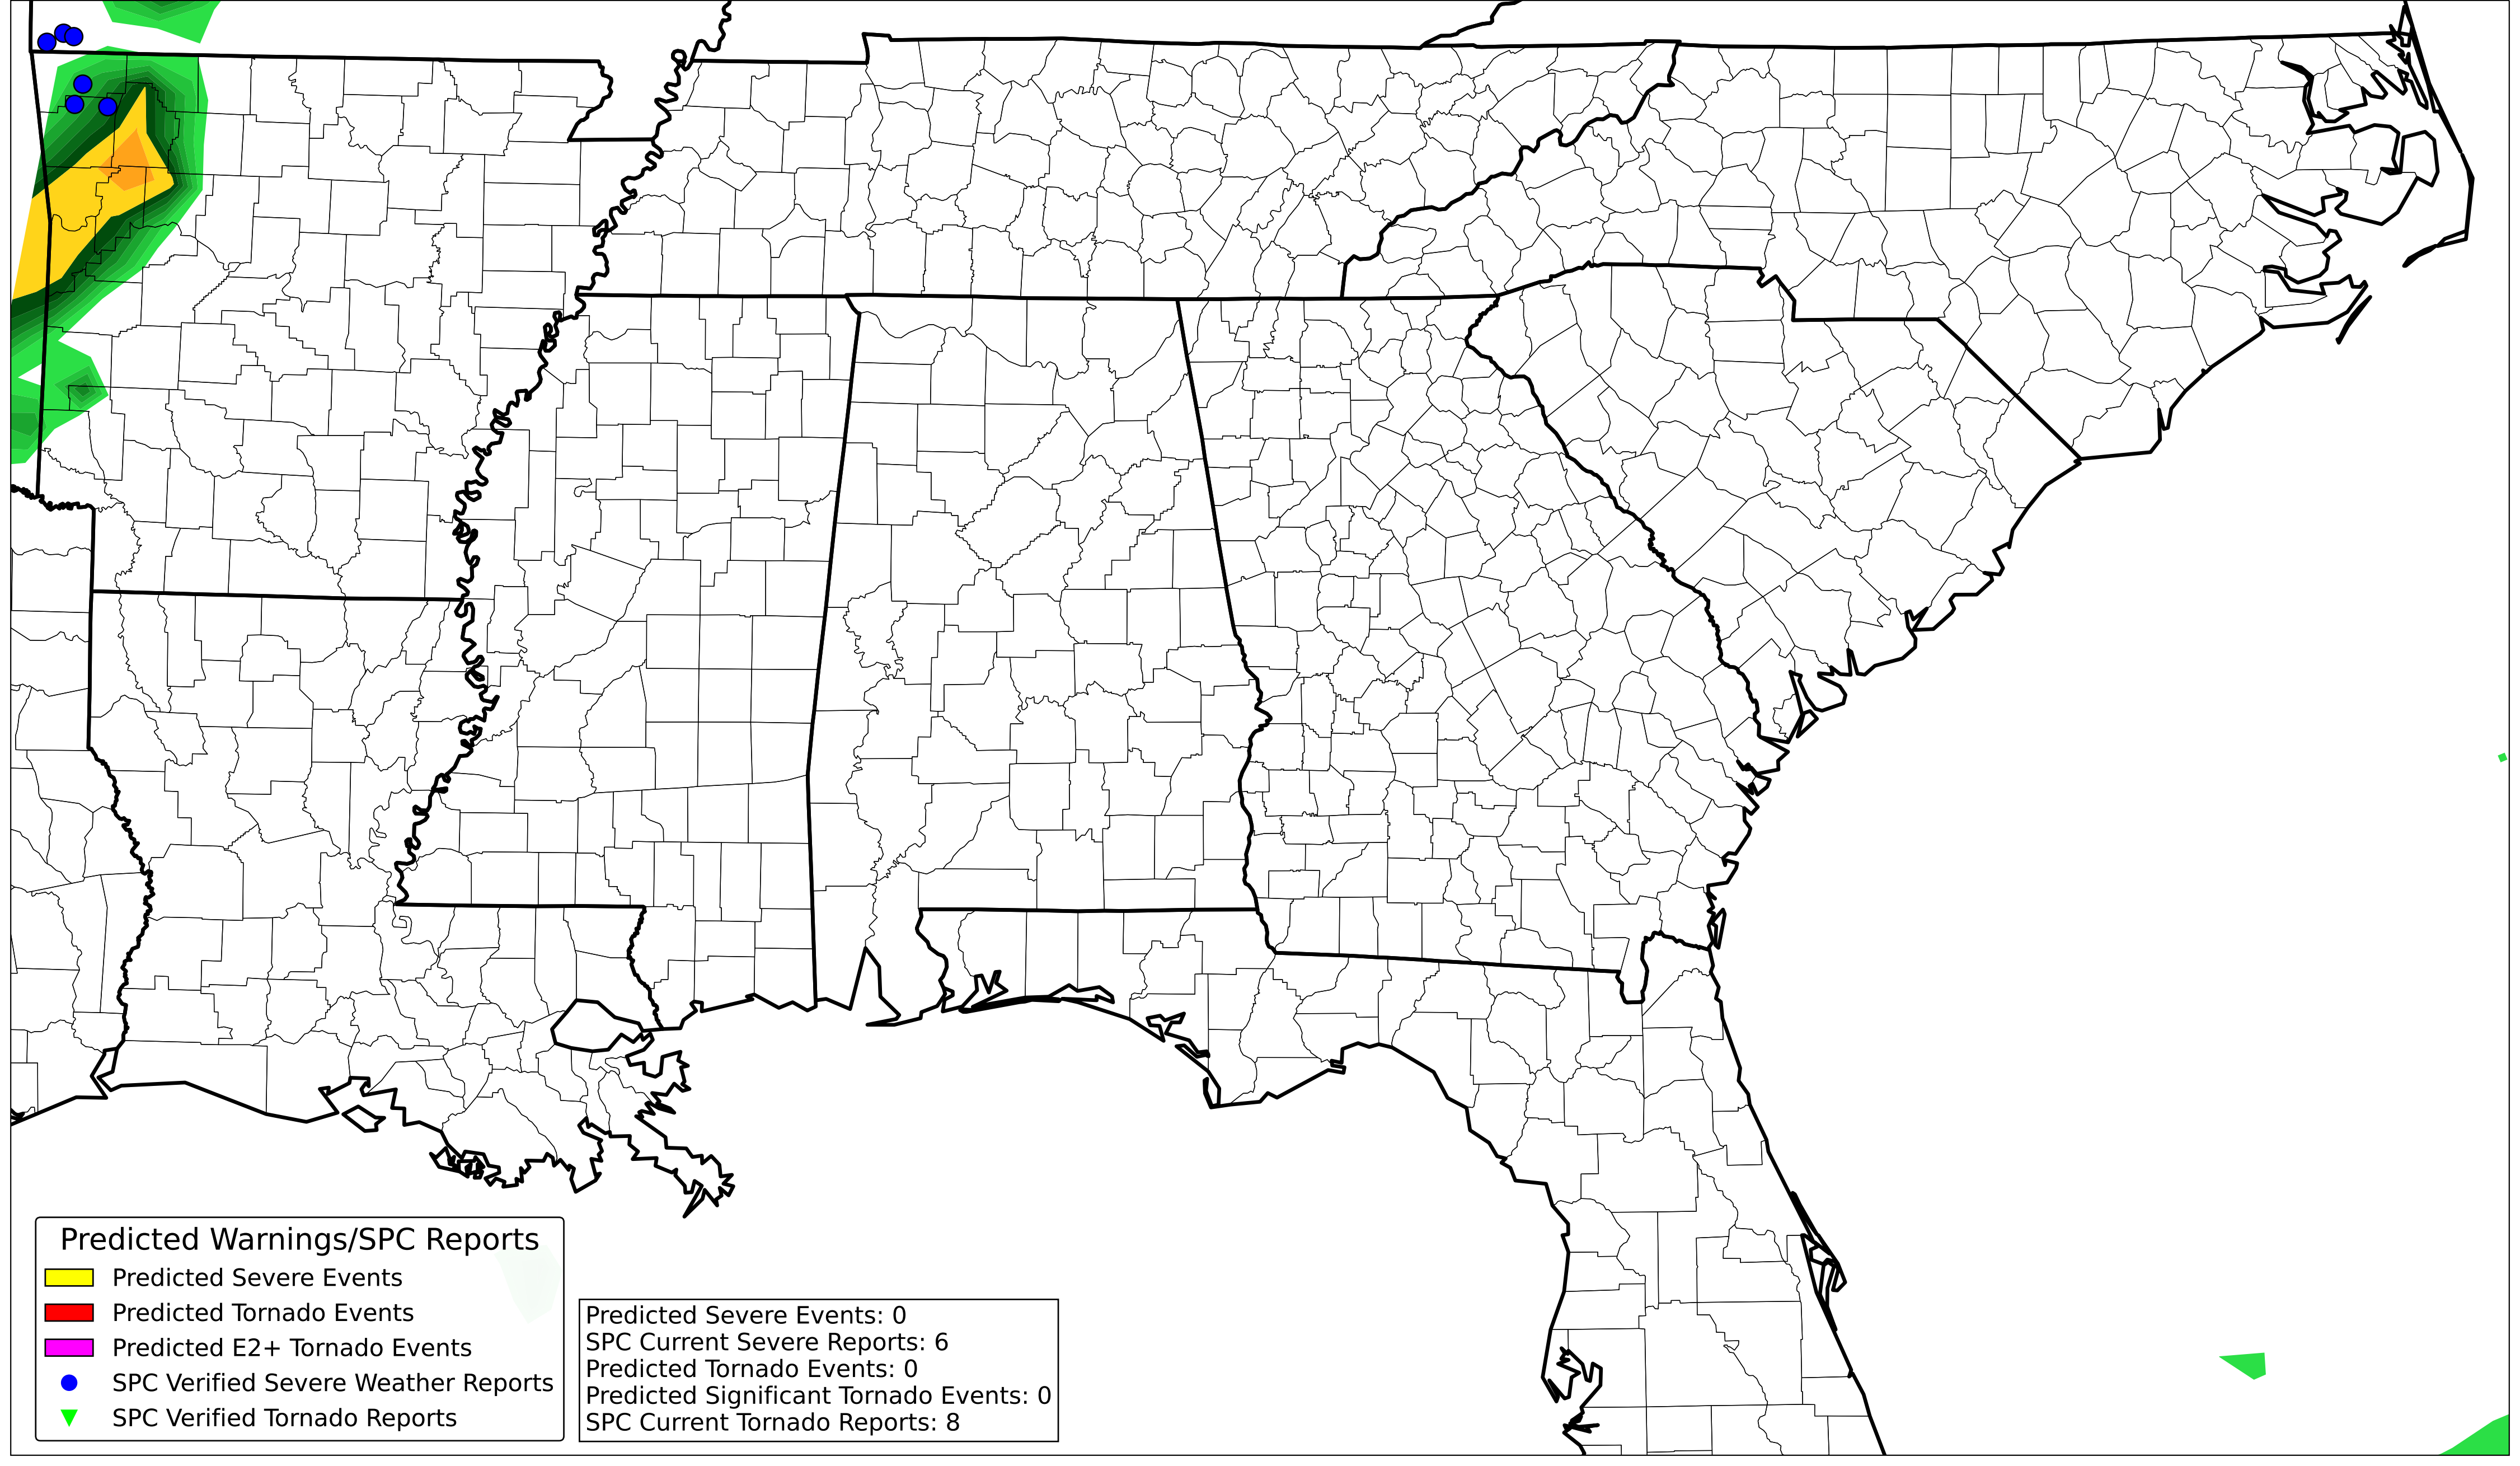 Predicted Warnings/SPC Reports
Predicted Severe Events
Predicted Tornado Events
Predicted E2+ Tornado Events
SPC Verified Severe Weather Reports
SPC Verified Tornado Reports
Predicted Severe Events: 0
SPC Current Severe Reports: 6
Predicted Tornado Events: 0
Predicted Significant Tornado Events: 0
SPC Current Tornado Reports: 8